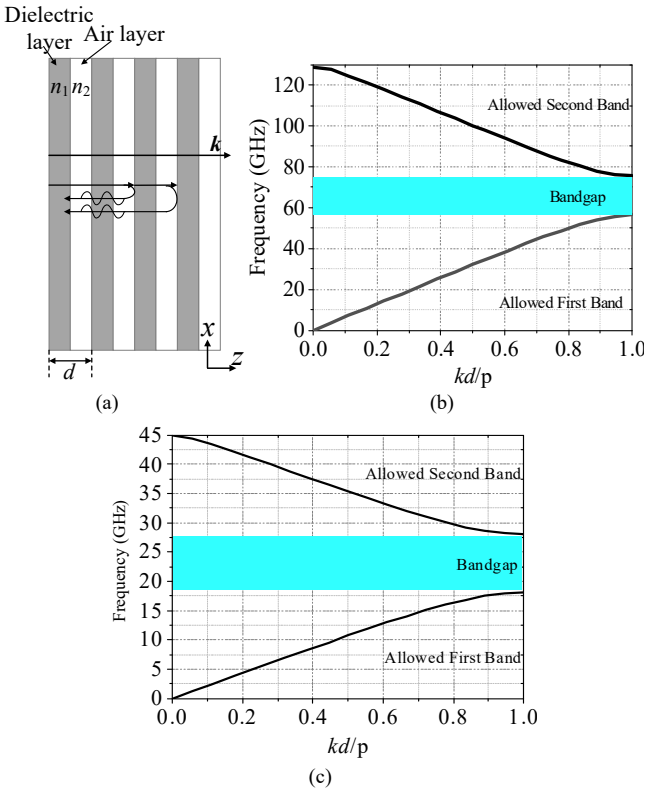 Dielectric
layer
Air layer
n1 n2
k
x
z
d
(a)
Frequency (GHz)
120
100
80
60
40
20
0
Allowed Second Band
Bandgap
Allowed First Band
0.0 0.2 0.4 0.6 0.8 1.0
kd/p
(b)
Frequency (GHz)
45
40
35
30
25
20
15
10
5
0
Allowed Second Band
Bandgap
Allowed First Band
0.0 0.2 0.4 0.6 0.8 1.0
kd/p
(c)